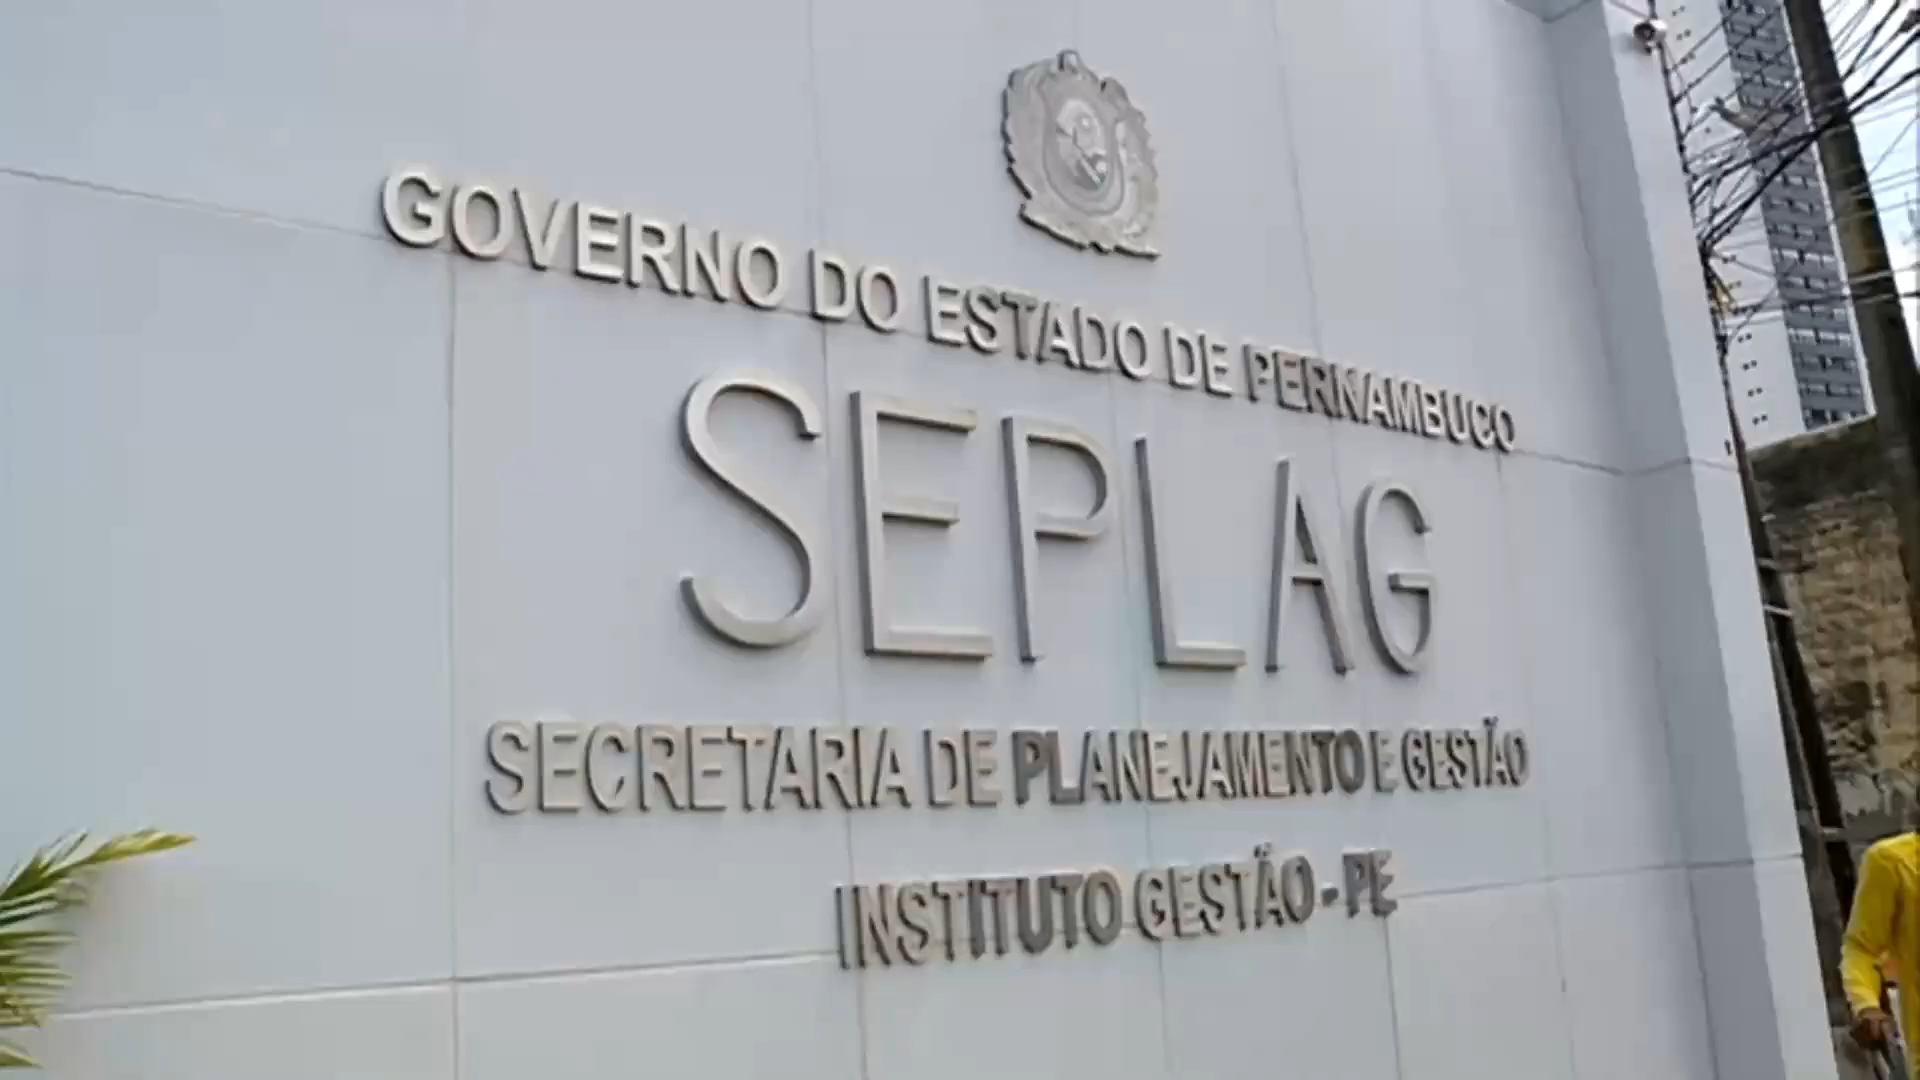 GOVERNO DO ESTADO DE PERNAMBUCO
SEPLAG
SECRETARIA DE PLANEJAMENTO E GESTÃO
INSTITUTO GESTÃO - PE